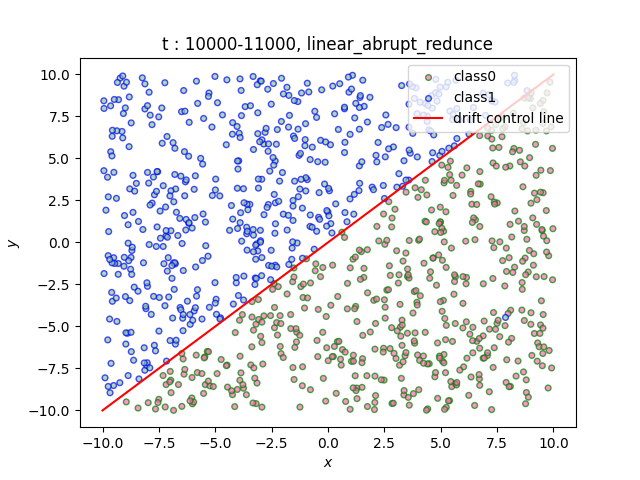 t : 10000-11000, linear_abrupt_redunce
class0
class1
drift control line
10.0
7.5
5.0
2.5
0.0
−2.5
−5.0
−7.5
−10.0
y
−10.0 −7.5 −5.0 −2.5 0.0 2.5 5.0 7.5 10.0
x